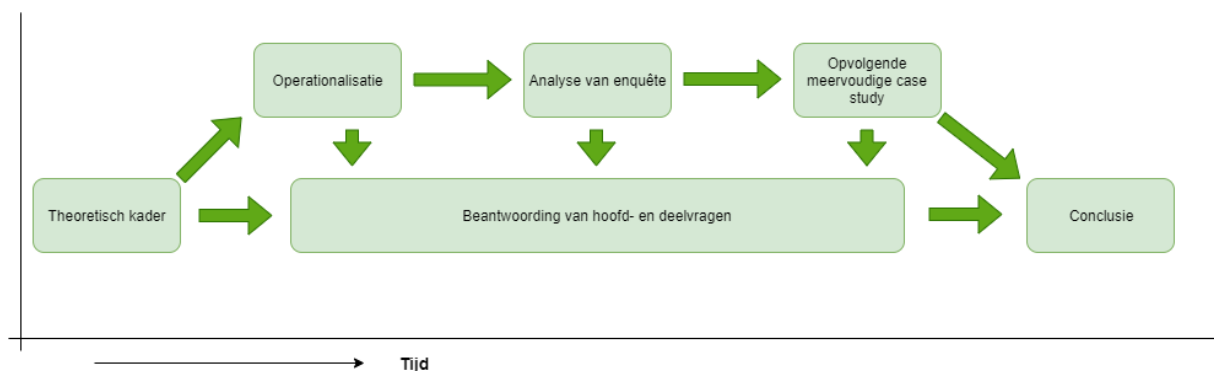 Operationalisatie
Analyse van enquête
Opvolgende
meervoudige case
study
Theoretisch kader
Beantwoording van hoofd- en deelvragen
Conclusie
Tijd